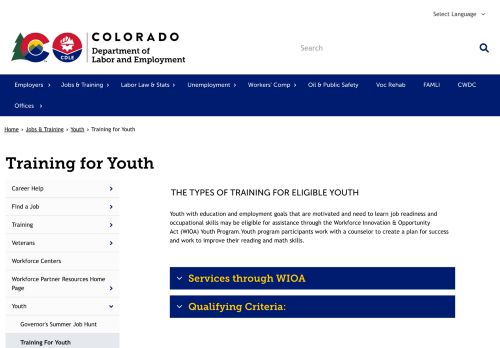 Select Language
COLORADO
Department of
Labor and Employment
CDLE
Search
Employers
Jobs & Training
Labor Law & Stats
Unemployment
Workers' Comp
Oil & Public Safety
Voc Rehab
FAMLI
CWDC
Offices
Home › Jobs & Training › Youth › Training for Youth
Training for Youth
Career Help
Find a Job
Training
Veterans
Workforce Centers
Workforce Partner Resources Home
Page
Youth
Governor's Summer Job Hunt
Training For Youth
THE TYPES OF TRAINING FOR ELIGIBLE YOUTH
Youth with education and employment goals that are motivated and need to learn job readiness and
occupational skills may be eligible for assistance through the Workforce Innovation & Opportunity
Act (WIOA) Youth Program. Youth program participants work with a counselor to create a plan for success
and work to improve their reading and math skills.
Services through WIOA
Qualifying Criteria: